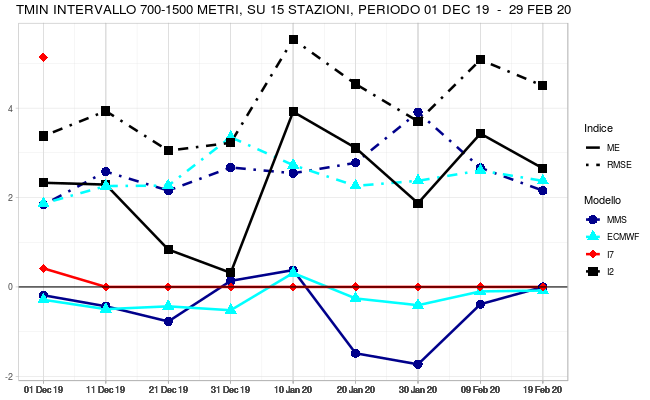 TMIN INTERVALLO 700-1500 METRI, SU 15 STAZIONI, PERIODO 01 DEC 19 - 29 FEB 20
4
2
0
-2
01 Dec 19 11 Dec 19 21 Dec 19 31 Dec 19 10 Jan 20 20 Jan 20 30 Jan 20 09 Feb 20 19 Feb 20
Indice
ME
RMSE
Modello
MMS
ECMWF
I7
I2